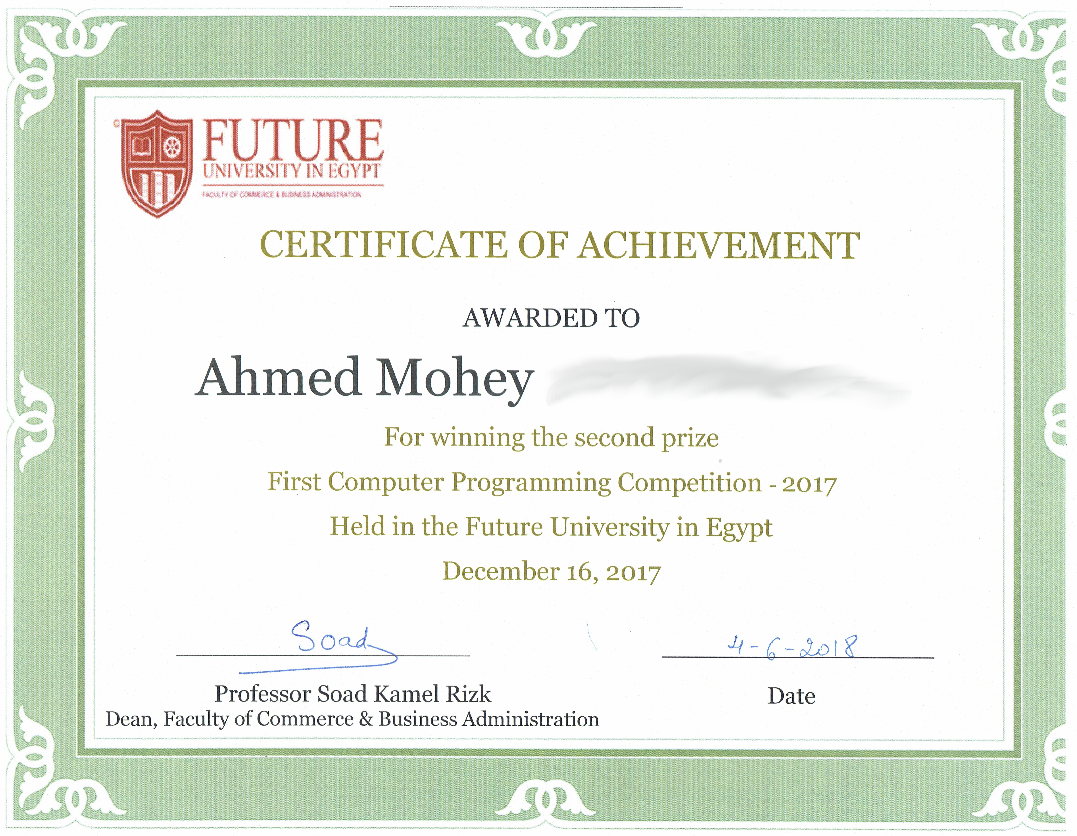 FUTURE
UNIVERSITY IN EGYPT
FACULTY OF COMMERCE & BUSINESS ADMINISTRATION
CERTIFICATE OF ACHIEVEMENT
AWARDED TO
Ahmed Mohey
For winning the second prize
First Computer Programming Competition - 2017
Held in the Future University in Egypt
December 16, 2017
Soad
4-6-2018
Professor Soad Kamel Rizk
Date
Dean, Faculty of Commerce & Business Administration